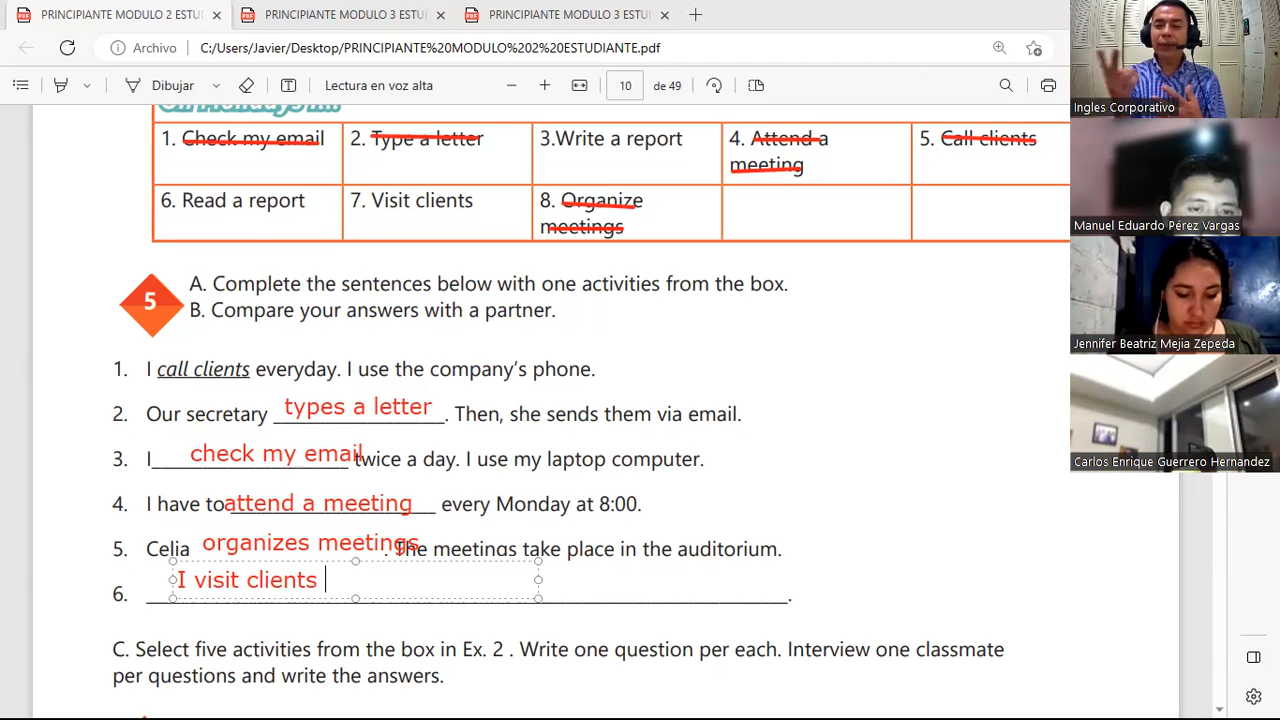 PRINCIPIANTE MODULO 2 ESTUD
PRINCIPIANTE MODULO 3 ESTU
PRINCIPIANTE MODULO 3 ESTU
Archivo
C:/Users/Javier/Desktop/PRINCIPIANTE%20MODULO%202%20ESTUDIANTE.pdf
Dibujar
Lectura en voz alta
10 de 49
1. Check my email
2. Type a letter
3.Write a report
4. Attend a
meeting
5. Call clients
6. Read a report
7. Visit clients
8. Organize
meetings
5
A. Complete the sentences below with one activities from the box.
B. Compare your answers with a partner.
1. I call clients everyday. I use the company's phone.
2. Our secretary types a letter. Then, she sends them via email.
3. I check my email twice a day. I use my laptop computer.
4. I have to attend a meeting every Monday at 8:00.
5. Celia organizes meetings. The meetings take place in the auditorium.
6. I visit clients .
C. Select five activities from the box in Ex. 2 . Write one question per each. Interview one classmate
per questions and write the answers.
Ingles Corporativo
Manuel Eduardo Pérez Vargas
Jennifer Beatriz Mejia Zepeda
Carlos Enrique Guerrero Hernandez